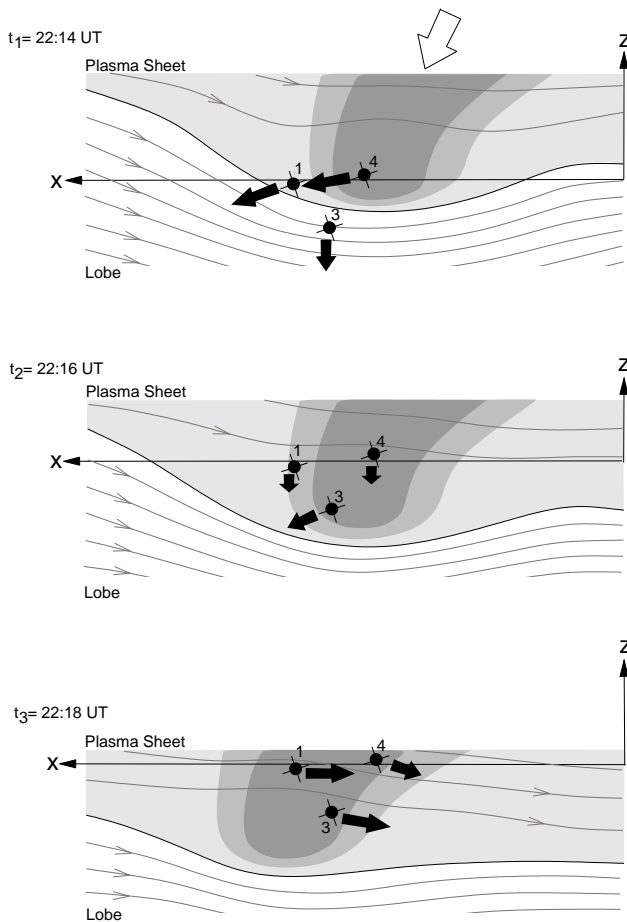 t1= 22:14 UT
Z
Plasma Sheet
1
4
X
3
Lobe
t2= 22:16 UT
Z
Plasma Sheet
4
1
X
3
Lobe
Z
t3= 22:18 UT
Plasma Sheet
1
4
X
3
Lobe